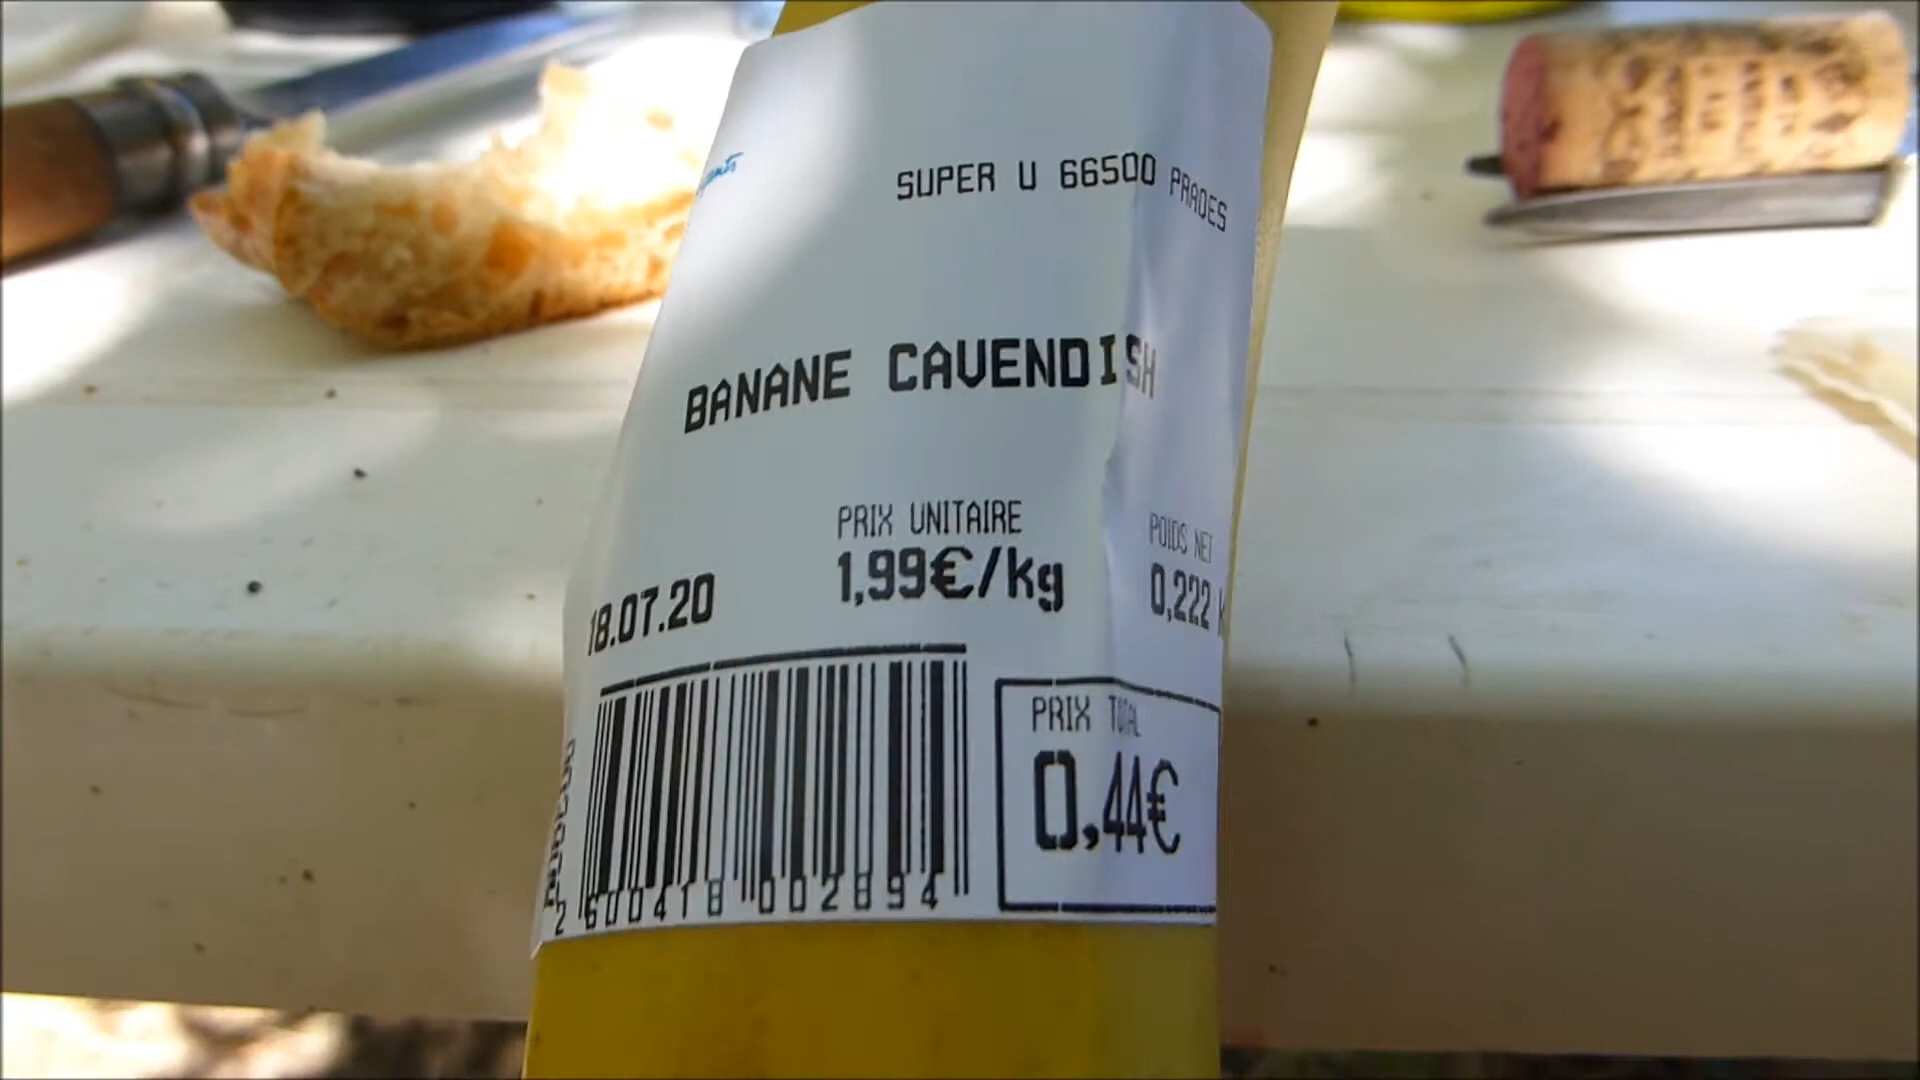 SUPER U 66500 PRADES
BANANE CAVENDISH
PRIX UNITAIRE
POIDS NET
18.07.20
1,99€/kg
0,222 k
PRIX TOTAL
0,44€
2 600418 002894